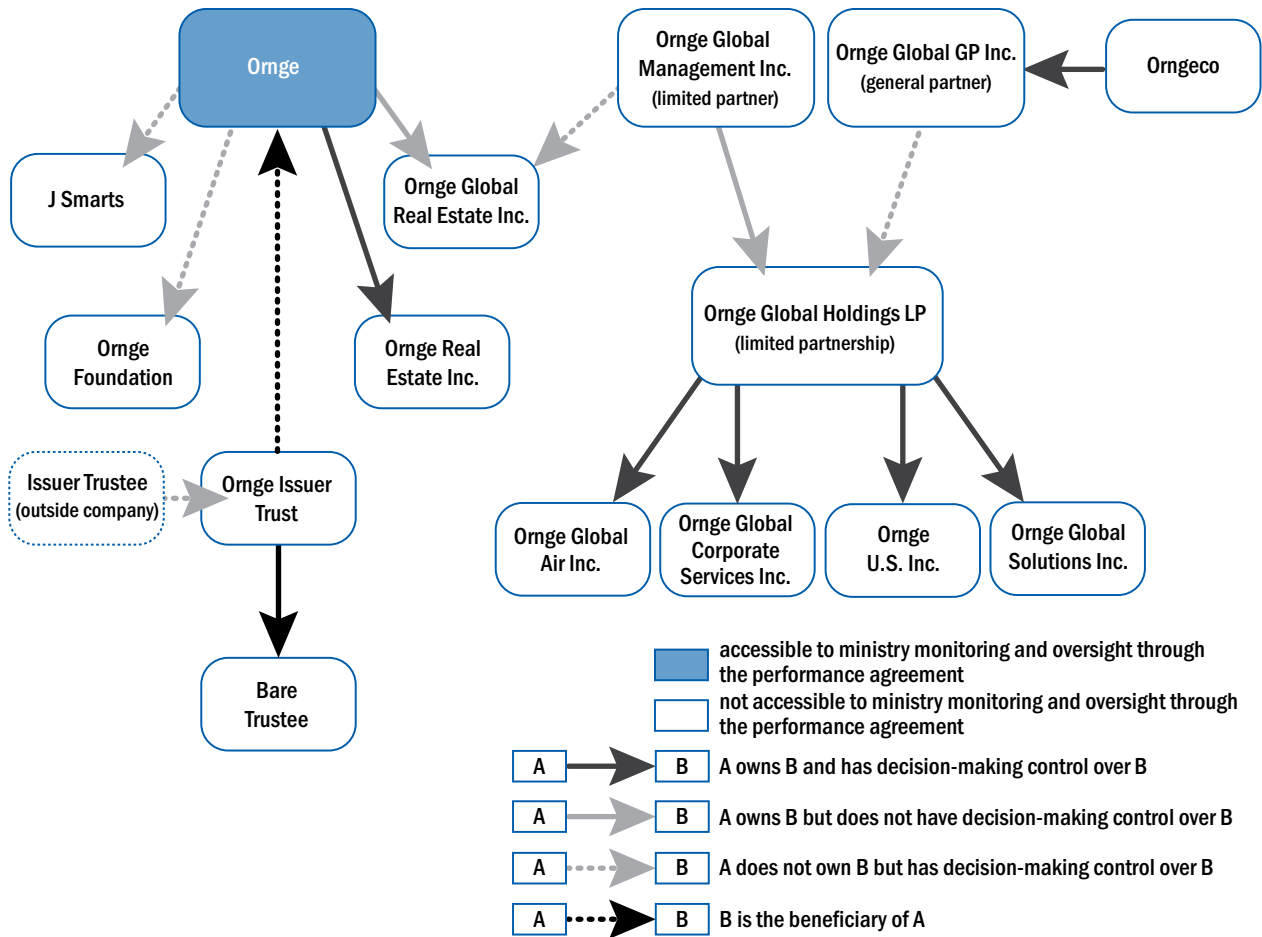 Ornge
Ornge Global
Management Inc.
(limited partner)
Ornge Global GP Inc.
(general partner)
Orngeco
J Smarts
Ornge Global
Real Estate Inc.
Ornge
Foundation
Ornge Real
Estate Inc.
Ornge Global Holdings LP
(limited partnership)
Issuer Trustee
(outside company)
Ornge Issuer
Trust
Ornge Global
Air Inc.
Ornge Global
Corporate
Services Inc.
Ornge
U.S. Inc.
Ornge Global
Solutions Inc.
Bare
Trustee
accessible to ministry monitoring and oversight through
the performance agreement
not accessible to ministry monitoring and oversight through
the performance agreement
A B A owns B and has decision-making control over B
A B A owns B but does not have decision-making control over B
A B A does not own B but has decision-making control over B
A B B is the beneficiary of A